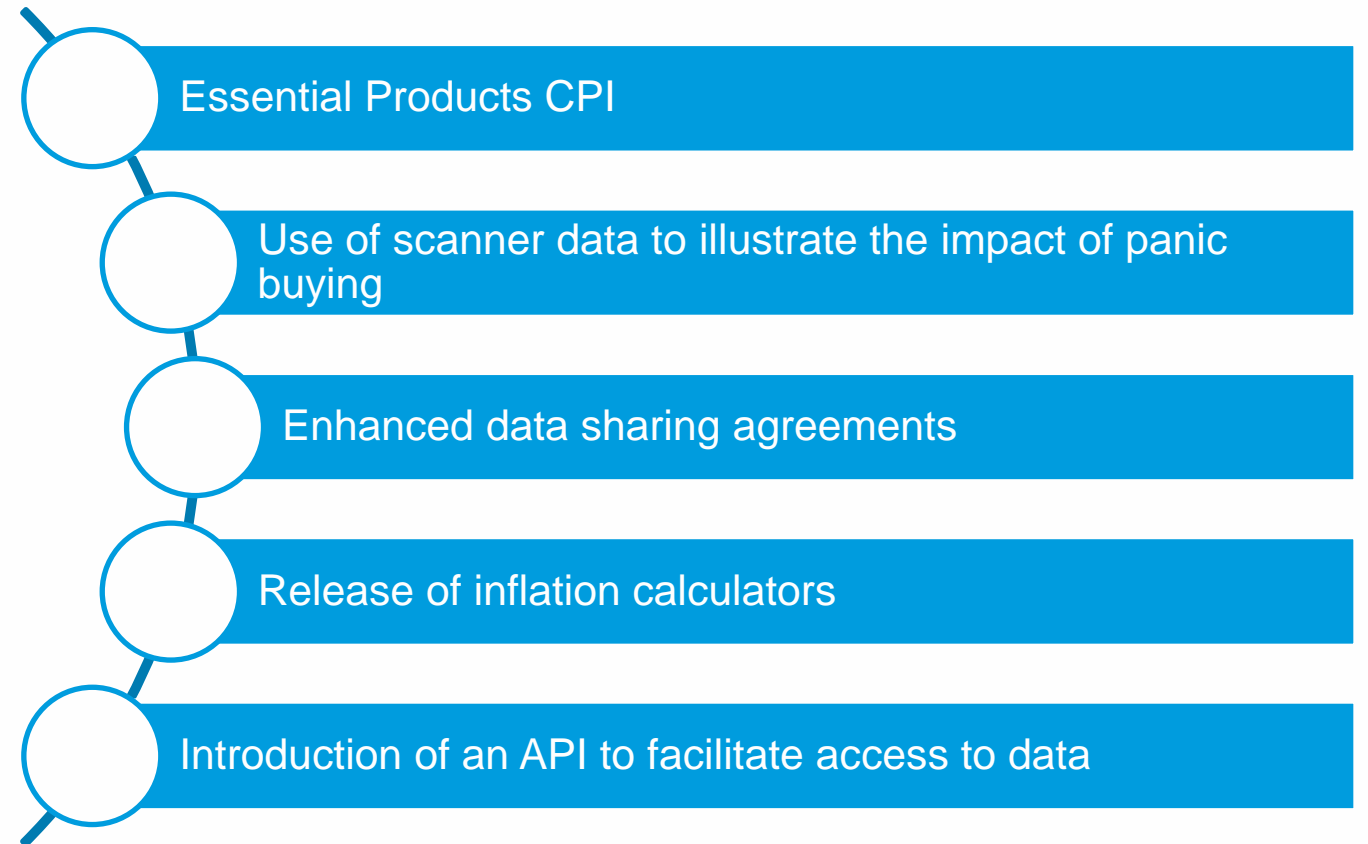 Essential Products CPI
Use of scanner data to illustrate the impact of panic
buying
Enhanced data sharing agreements
Release of inflation calculators
Introduction of an API to facilitate access to data